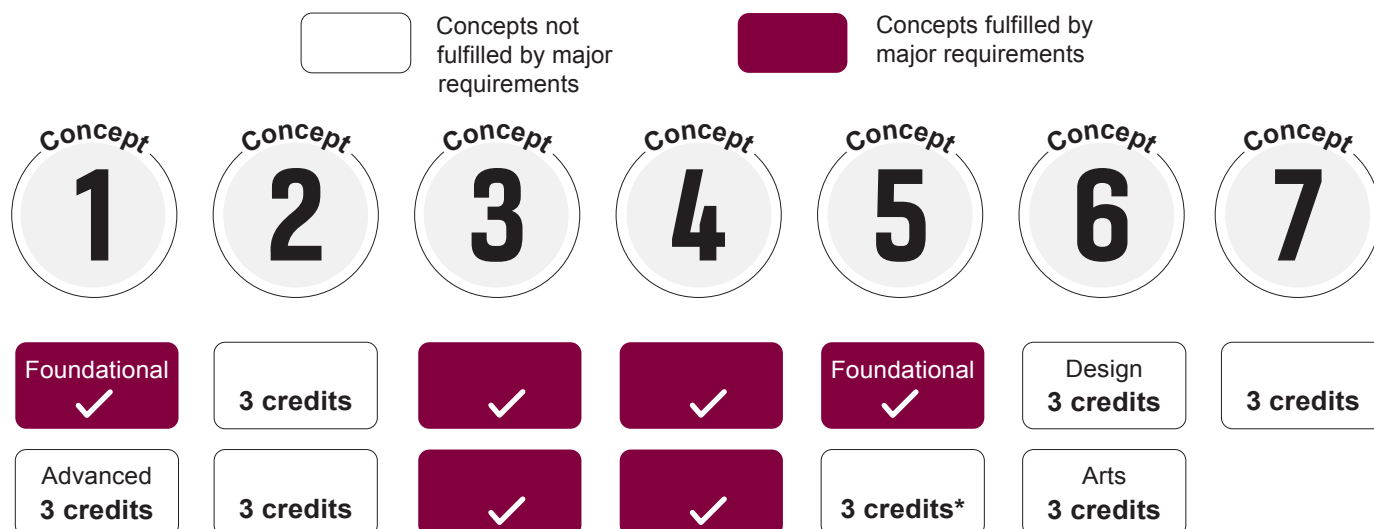 Concepts not
fulfilled by major
requirements
Concepts fulfilled by
major requirements
Concept
1
Concept
2
Concept
3
Concept
4
Concept
5
Concept
6
Concept
7
Foundational
✓
3 credits
✓
✓
Foundational
✓
Design
3 credits
3 credits
Advanced
3 credits
3 credits
✓
✓
3 credits*
Arts
3 credits